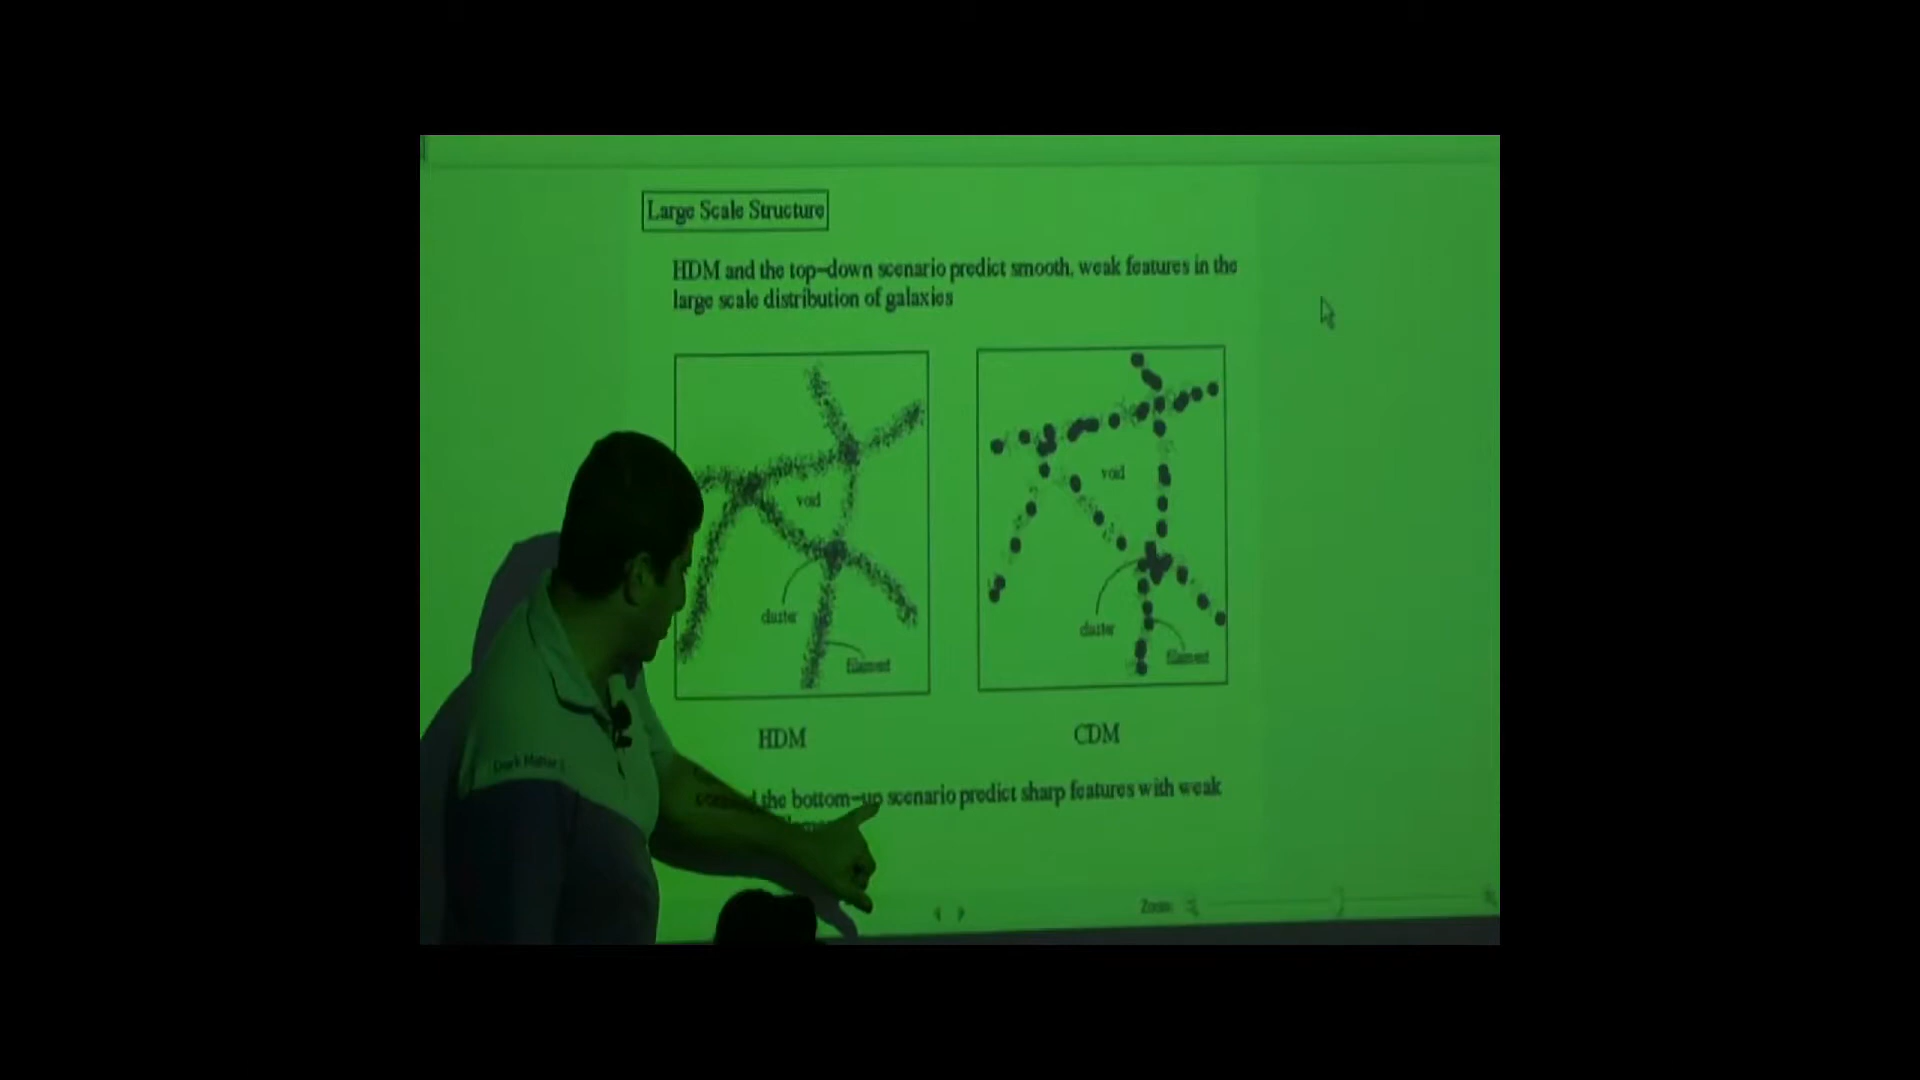 Large Scale Structure
HDM and the top-down scenario predict smooth, weak features in the
large scale distribution of galaxies
void
void
cluster
filament
cluster
filament
HDM
CDM
the bottom-up scenario predict sharp features with weak
Zoom